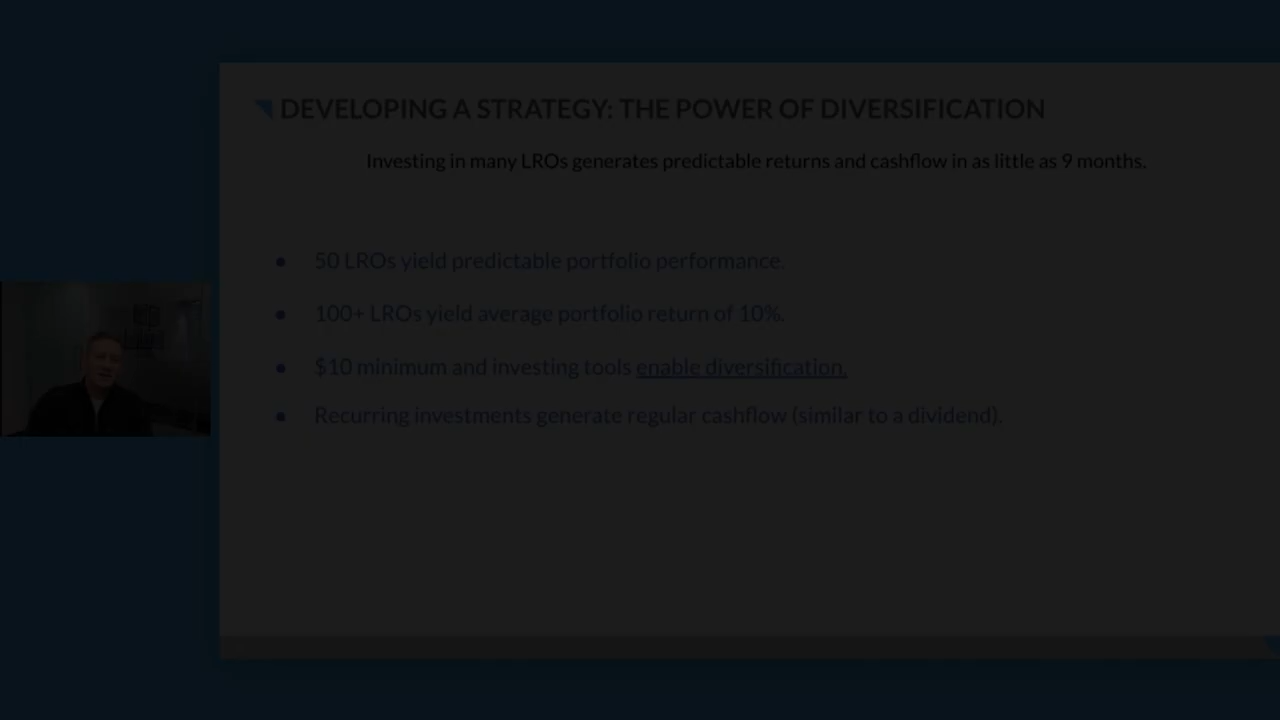 DEVELOPING A STRATEGY: THE POWER OF DIVERSIFICATION
Investing in many LROs generates predictable returns and cashflow in as little as 9 months.
● 50 LROs yield predictable portfolio performance.
● 100+ LROs yield average portfolio return of 10%.
● $10 minimum and investing tools enable diversification.
● Recurring investments generate regular cashflow (similar to a dividend).